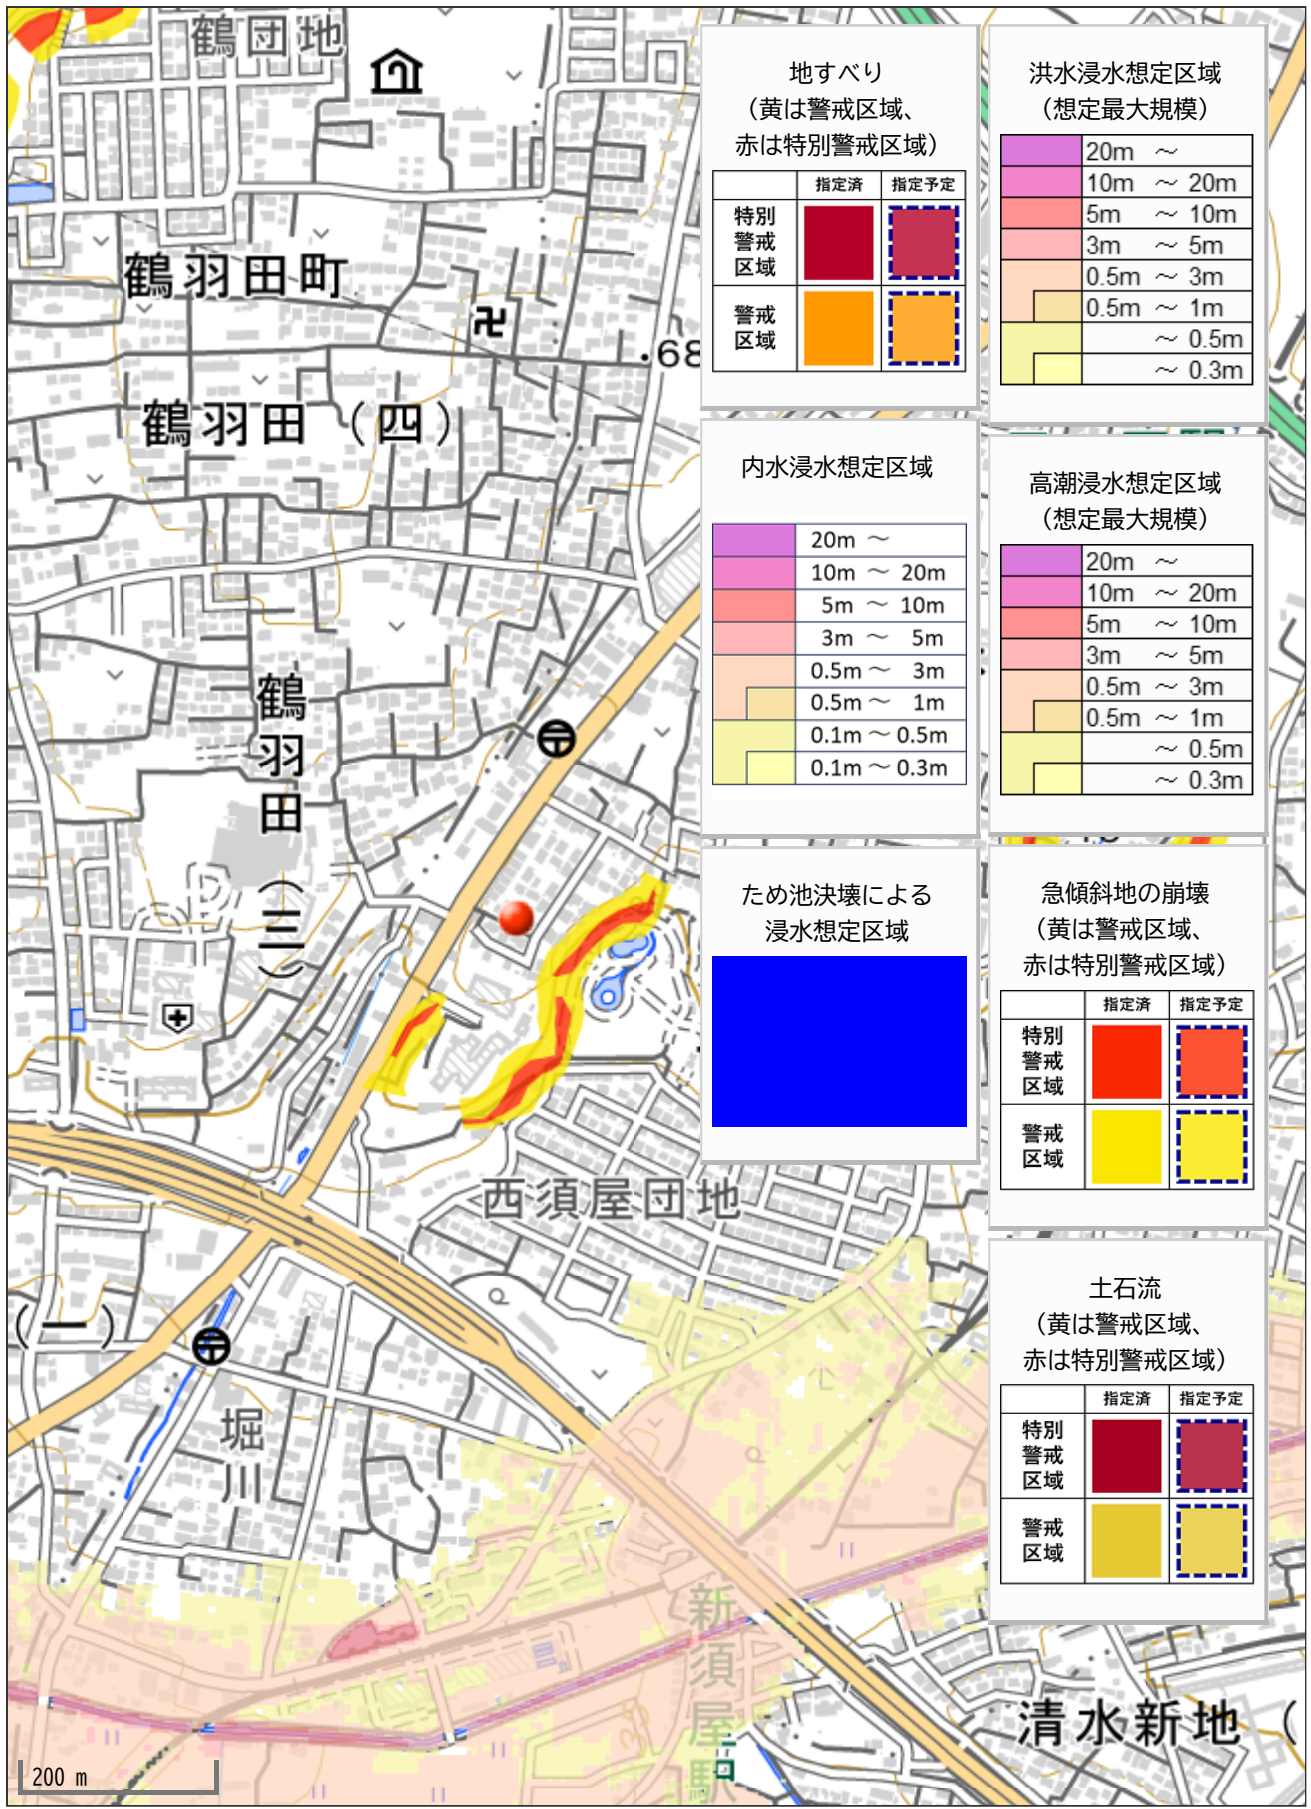 鶴団地
鶴羽田町
卍
.68
鶴羽田(四)
鶴羽田(三)
西須屋団地
(一)
堀川
新須屋駅
清水新地(
200 m
地すべり
(黄は警戒区域、
赤は特別警戒区域)
指定済 指定予定
特別
警戒
区域
警戒
区域
洪水浸水想定区域
(想定最大規模)
20m ～
10m ～ 20m
5m ～ 10m
3m ～ 5m
0.5m ～ 3m
0.5m ～ 1m
～ 0.5m
～ 0.3m
内水浸水想定区域
20m ～
10m ～ 20m
5m ～ 10m
3m ～ 5m
0.5m ～ 3m
0.5m ～ 1m
0.1m ～ 0.5m
0.1m ～ 0.3m
高潮浸水想定区域
(想定最大規模)
20m ～
10m ～ 20m
5m ～ 10m
3m ～ 5m
0.5m ～ 3m
0.5m ～ 1m
～ 0.5m
～ 0.3m
ため池決壊による
浸水想定区域
急傾斜地の崩壊
(黄は警戒区域、
赤は特別警戒区域)
指定済 指定予定
特別
警戒
区域
警戒
区域
土石流
(黄は警戒区域、
赤は特別警戒区域)
指定済 指定予定
特別
警戒
区域
警戒
区域